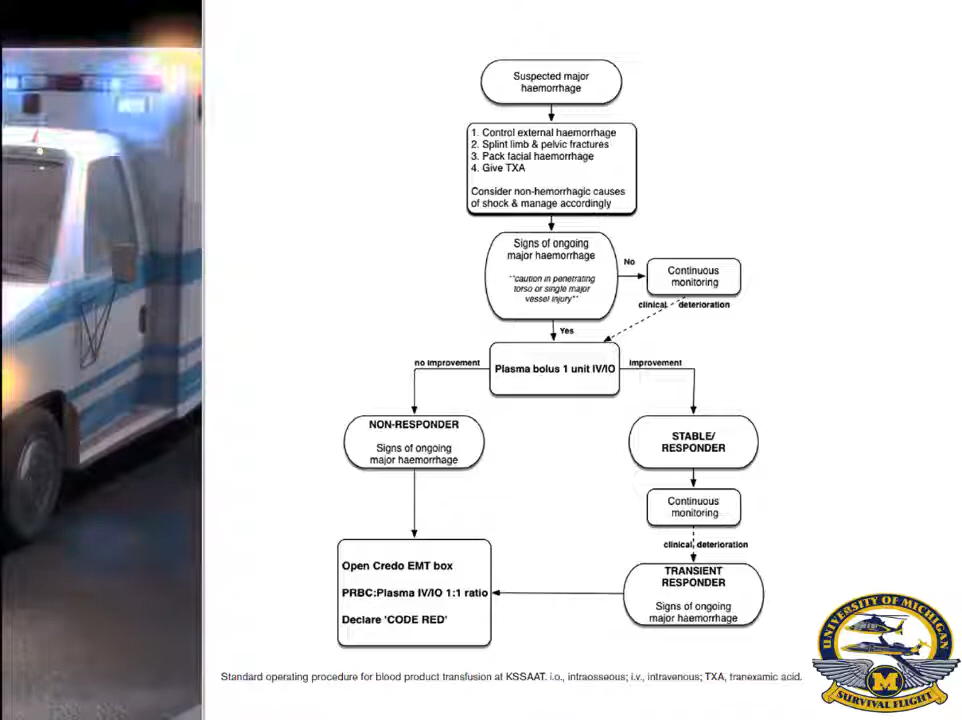 Suspected major
haemorrhage
1. Control external haemorrhage
2. Splint limb & pelvic fractures
3. Pack facial haemorrhage
4. Give TXA
Consider non-hemorrhagic causes
of shock & manage accordingly
Signs of ongoing
major haemorrhage
**caution in penetrating
torso or single major
vessel injury**
No
Continuous
monitoring
clinical deterioration
Yes
Plasma bolus 1 unit IV/IO
no improvement
improvement
NON-RESPONDER
Signs of ongoing
major haemorrhage
STABLE/
RESPONDER
Continuous
monitoring
clinical deterioration
TRANSIENT
RESPONDER
Signs of ongoing
major haemorrhage
Open Credo EMT box
PRBC:Plasma IV/IO 1:1 ratio
Declare 'CODE RED'
Standard operating procedure for blood product transfusion at KSSAAT. i.o., intraosseous; i.v., intravenous; TXA, tranexamic acid.
UNIVERSITY OF MICHIGAN
M
SURVIVAL FLIGHT